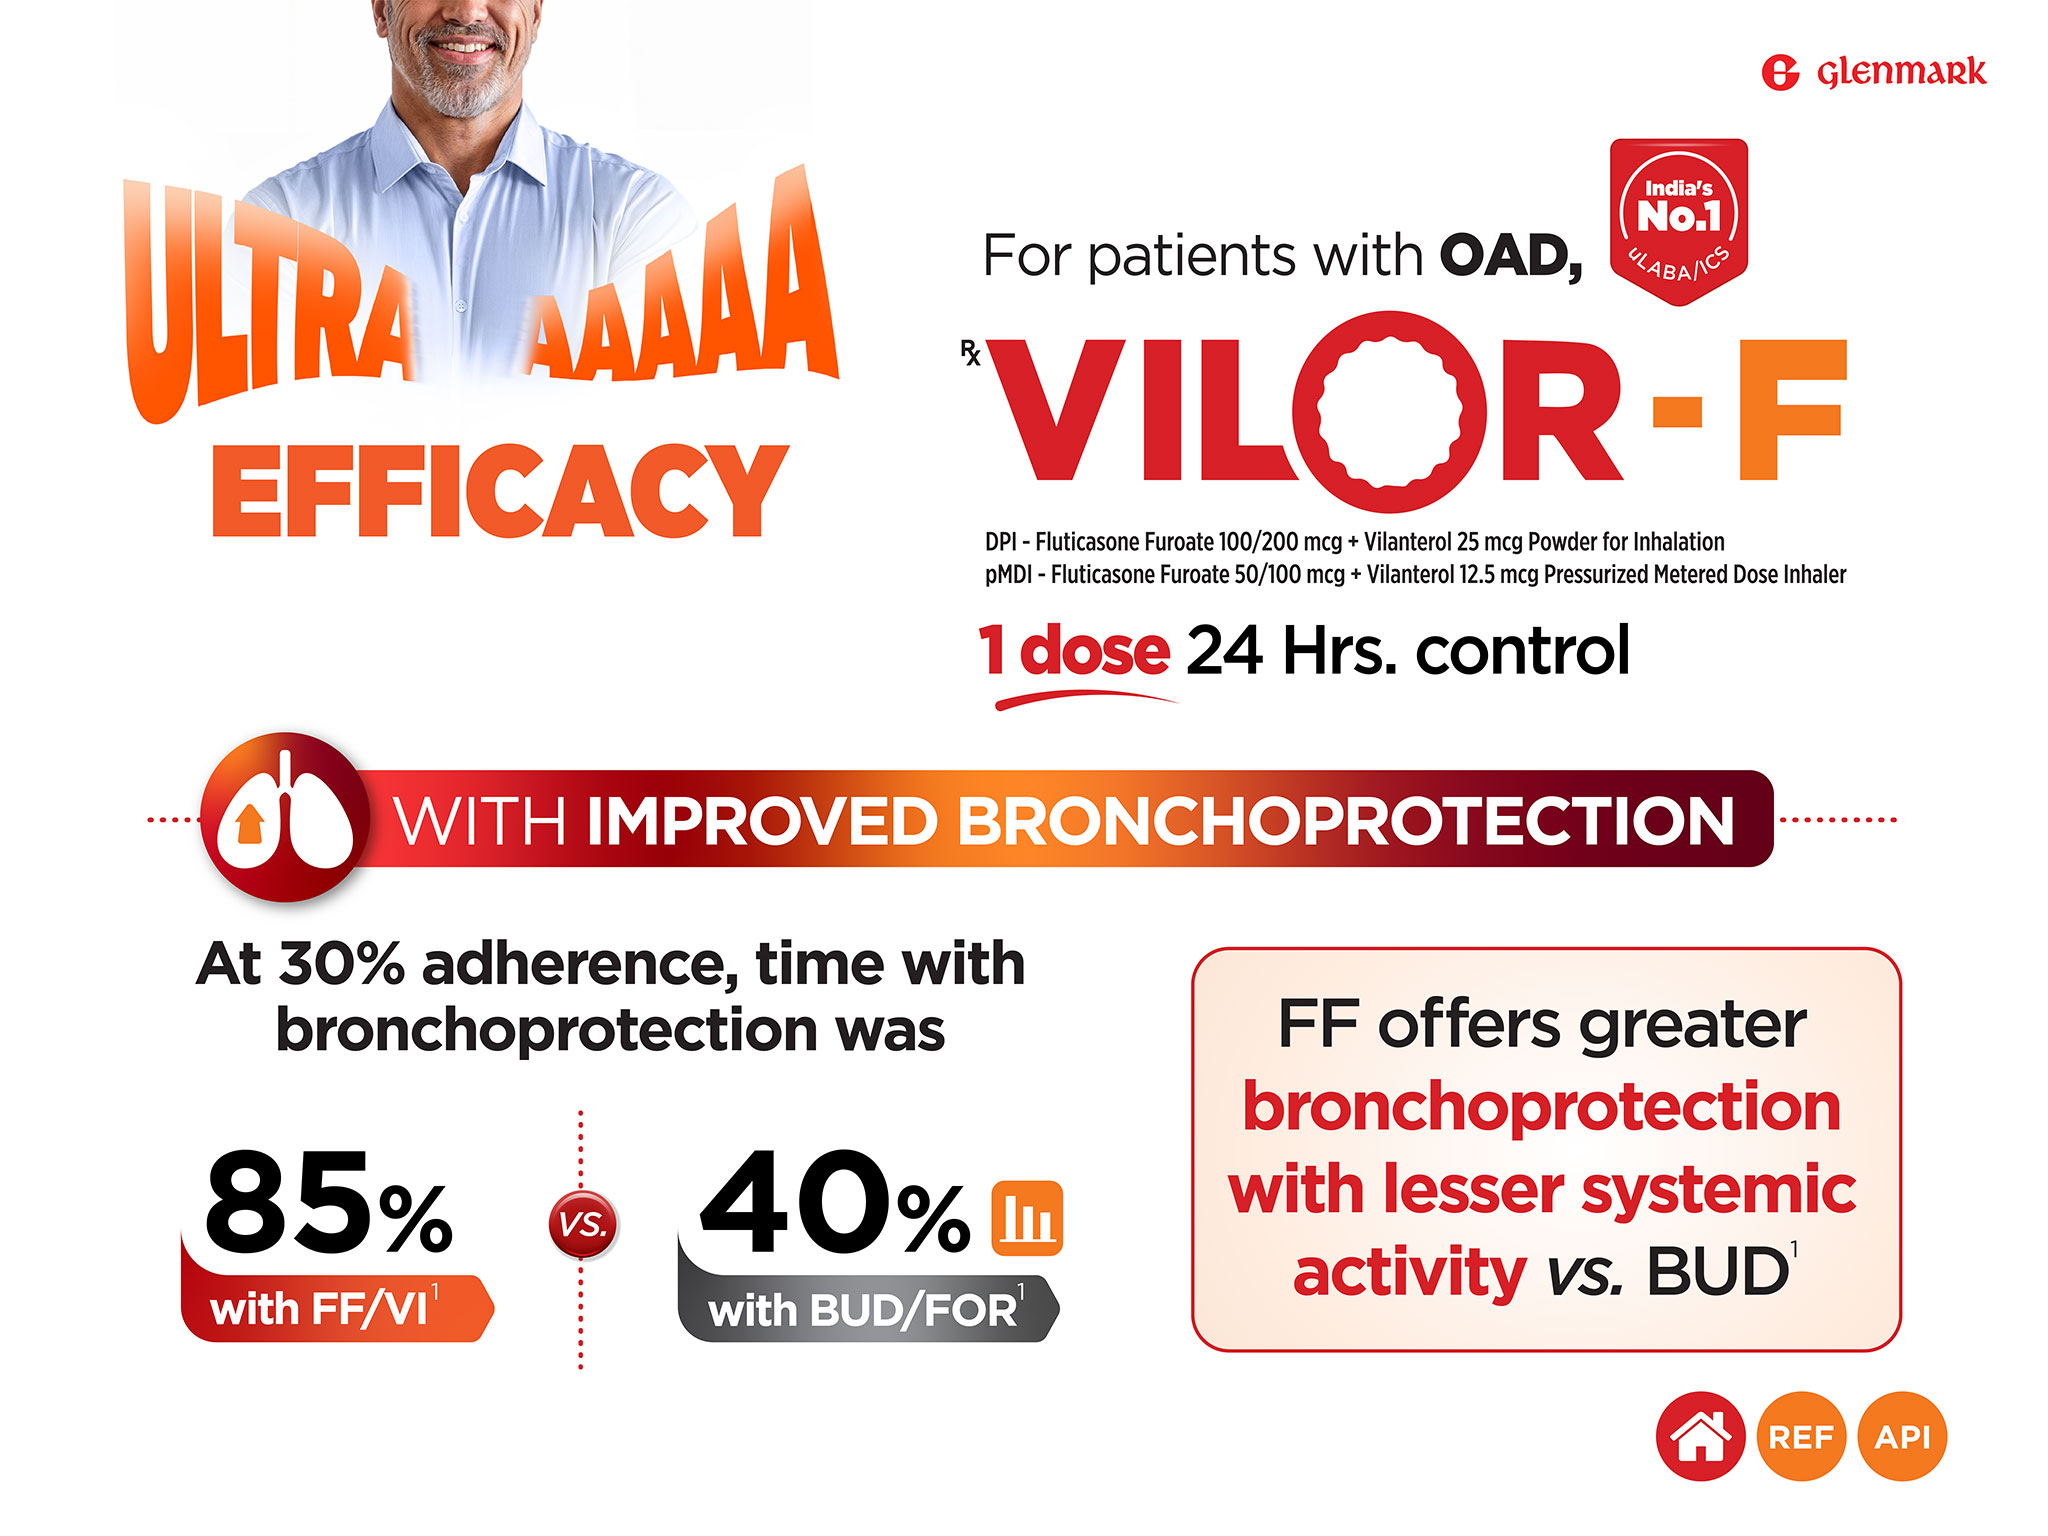 glenmark
ULTRA AAAAAA
EFFICACY
India's
No.1
uLABA/ICS
For patients with OAD,
Rx VILOR-F
DPI - Fluticasone Furoate 100/200 mcg + Vilanterol 25 mcg Powder for Inhalation
pMDI - Fluticasone Furoate 50/100 mcg + Vilanterol 12.5 mcg Pressurized Metered Dose Inhaler
1 dose 24 Hrs. control
WITH IMPROVED BRONCHOPROTECTION
At 30% adherence, time with
bronchoprotection was
85%
with FF/VI¹
vs.
40%
with BUD/FOR¹
FF offers greater
bronchoprotection
with lesser systemic
activity vs. BUD¹
REF
API